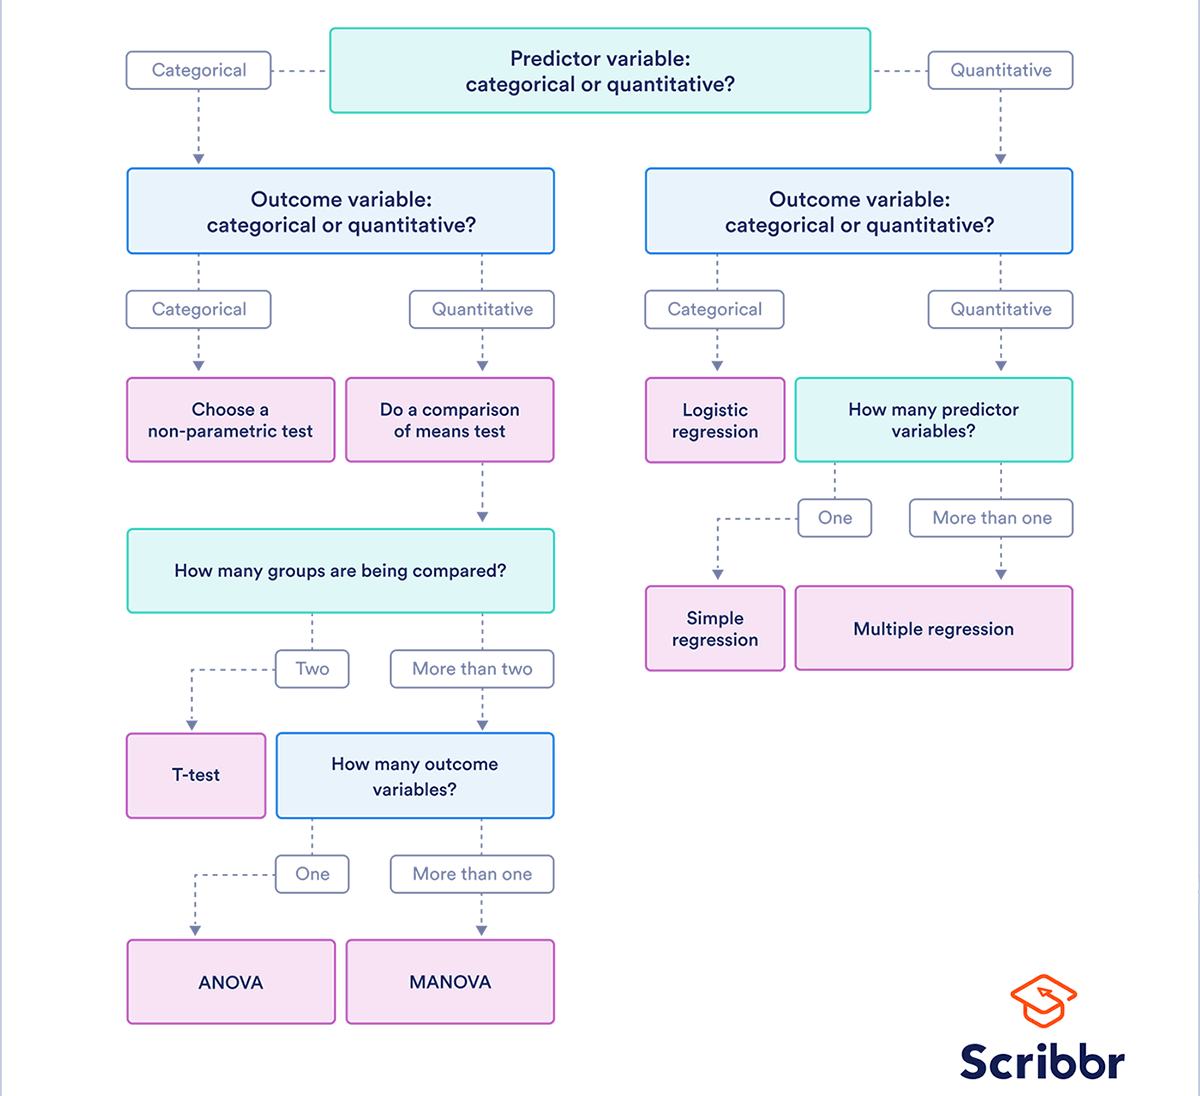 Predictor variable:
categorical or quantitative?
Categorical
Quantitative
Outcome variable:
categorical or quantitative?
Outcome variable:
categorical or quantitative?
Categorical
Quantitative
Categorical
Quantitative
Choose a
non-parametric test
Do a comparison
of means test
Logistic
regression
How many predictor
variables?
One
More than one
How many groups are being compared?
Simple
regression
Multiple regression
Two
More than two
T-test
How many outcome
variables?
One
More than one
ANOVA
MANOVA
Scribbr